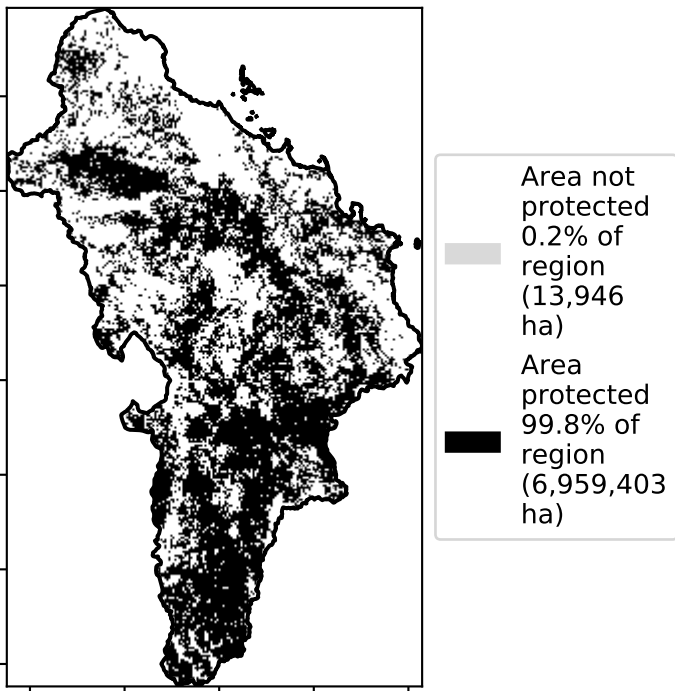 Area not
protected
0.2% of
region
(13,946
ha)
Area
protected
99.8% of
region
(6,959,403
ha)